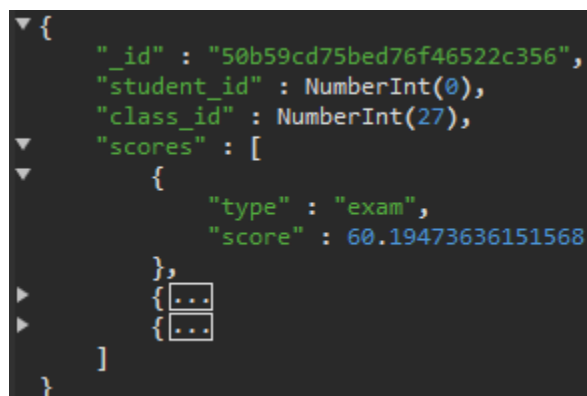 {
"_id" : "50b59cd75bed76f46522c356",
"student_id" : NumberInt(0),
"class_id" : NumberInt(27),
"scores" : [
{
"type" : "exam",
"score" : 60.19473636151568
},
{...
{...
]
}